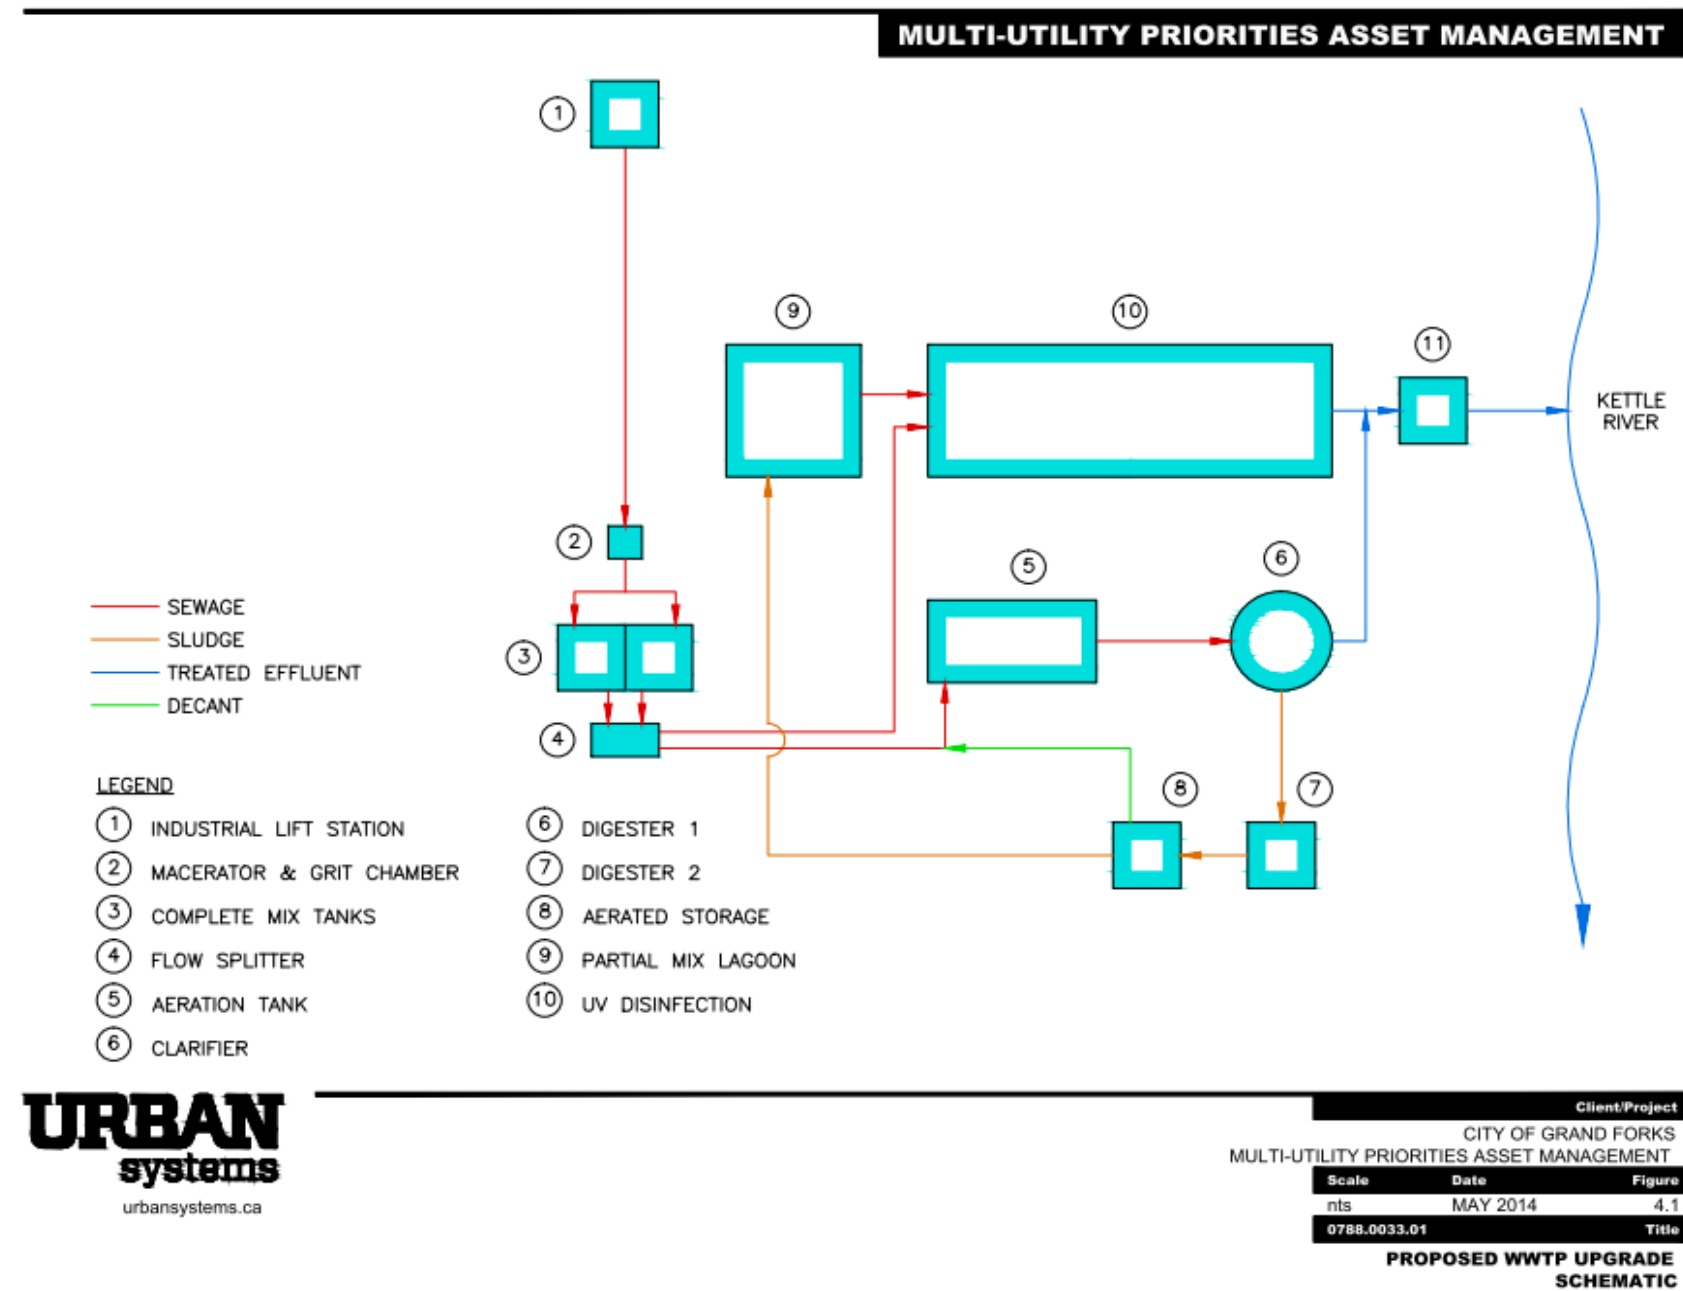 MULTI-UTILITY PRIORITIES ASSET MANAGEMENT
1
9
10
11
KETTLE
RIVER
2
5
6
3
4
8
7
SEWAGE
SLUDGE
TREATED EFFLUENT
DECANT
LEGEND
1 INDUSTRIAL LIFT STATION
2 MACERATOR & GRIT CHAMBER
3 COMPLETE MIX TANKS
4 FLOW SPLITTER
5 AERATION TANK
6 CLARIFIER
6 DIGESTER 1
7 DIGESTER 2
8 AERATED STORAGE
9 PARTIAL MIX LAGOON
10 UV DISINFECTION
URBAN
systems
urbansystems.ca
Client/Project
CITY OF GRAND FORKS
MULTI-UTILITY PRIORITIES ASSET MANAGEMENT
Scale Date Figure
nts MAY 2014 4.1
0788.0033.01 Title
PROPOSED WWTP UPGRADE
SCHEMATIC